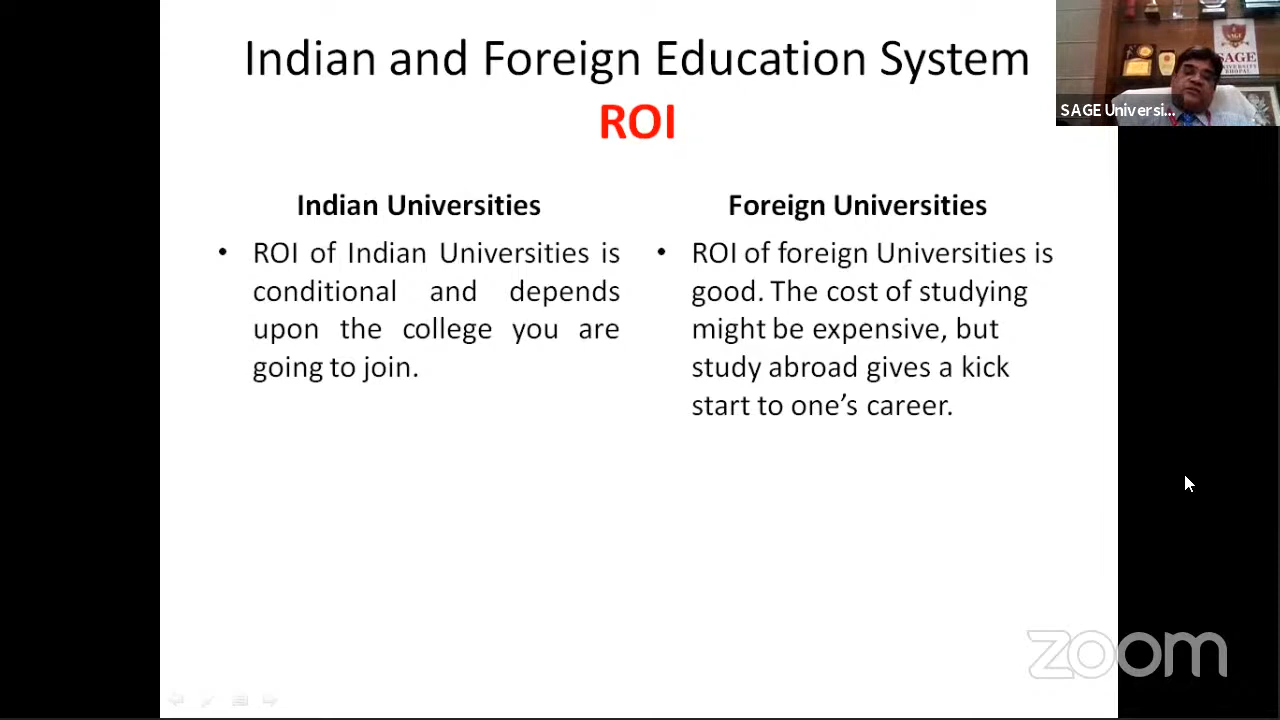 Indian and Foreign Education System
ROI
Indian Universities
• ROI of Indian Universities is
conditional and depends
upon the college you are
going to join.
Foreign Universities
• ROI of foreign Universities is
good. The cost of studying
might be expensive, but
study abroad gives a kick
start to one’s career.
SAGE
BHOPAL
SAGE Universi...
zoom